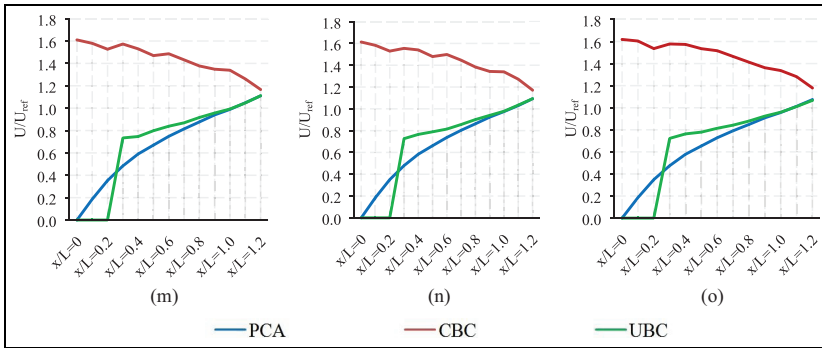 U/Uref
1.8
1.6
1.4
1.2
1.0
0.8
0.6
0.4
0.2
0.0
x/L=0
x/L=0.2
x/L=0.4
x/L=0.6
x/L=0.8
x/L=1.0
x/L=1.2
(m)
U/Uref
1.8
1.6
1.4
1.2
1.0
0.8
0.6
0.4
0.2
0.0
x/L=0
x/L=0.2
x/L=0.4
x/L=0.6
x/L=0.8
x/L=1.0
x/L=1.2
(n)
U/Uref
1.8
1.6
1.4
1.2
1.0
0.8
0.6
0.4
0.2
0.0
x/L=0
x/L=0.2
x/L=0.4
x/L=0.6
x/L=0.8
x/L=1.0
x/L=1.2
(o)
PCA CBC UBC